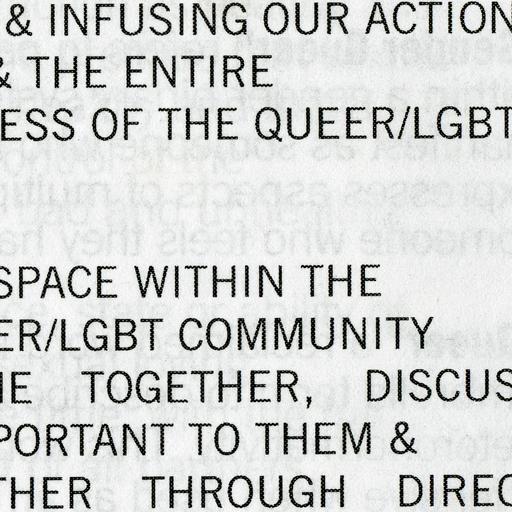 & INFUSING OUR ACTION
& THE ENTIRE
ESS OF THE QUEER/LGBT
SPACE WITHIN THE
ER/LGBT COMMUNITY
TOGETHER, DISCUS
PORTANT TO THEM &
THER THROUGH DIREC